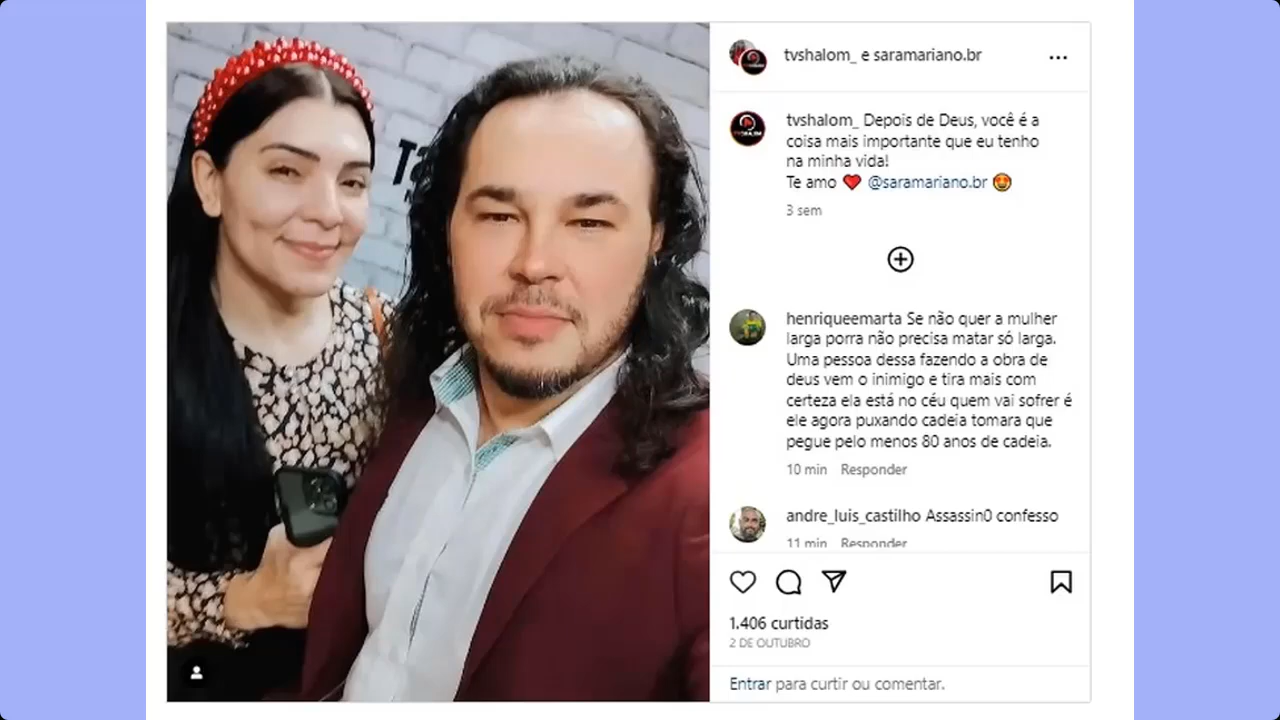 Ta
tvshalom_ e saramariano.br
tvshalom_ Depois de Deus, você é a
coisa mais importante que eu tenho
na minha vida!
Te amo ❤️ @saramariano.br 🤩
3 sem
henriqueemarta Se não quer a mulher
larga porra não precisa matar só larga.
Uma pessoa dessa fazendo a obra de
deus vem o inimigo e tira mais com
certeza ela está no céu quem vai sofrer é
ele agora puxando cadeia tomara que
pegue pelo menos 80 anos de cadeia.
10 min Responder
andre_luis_castilho Assassin0 confesso
11 min Responder
1.406 curtidas
2 DE OUTUBRO
Entrar para curtir ou comentar.